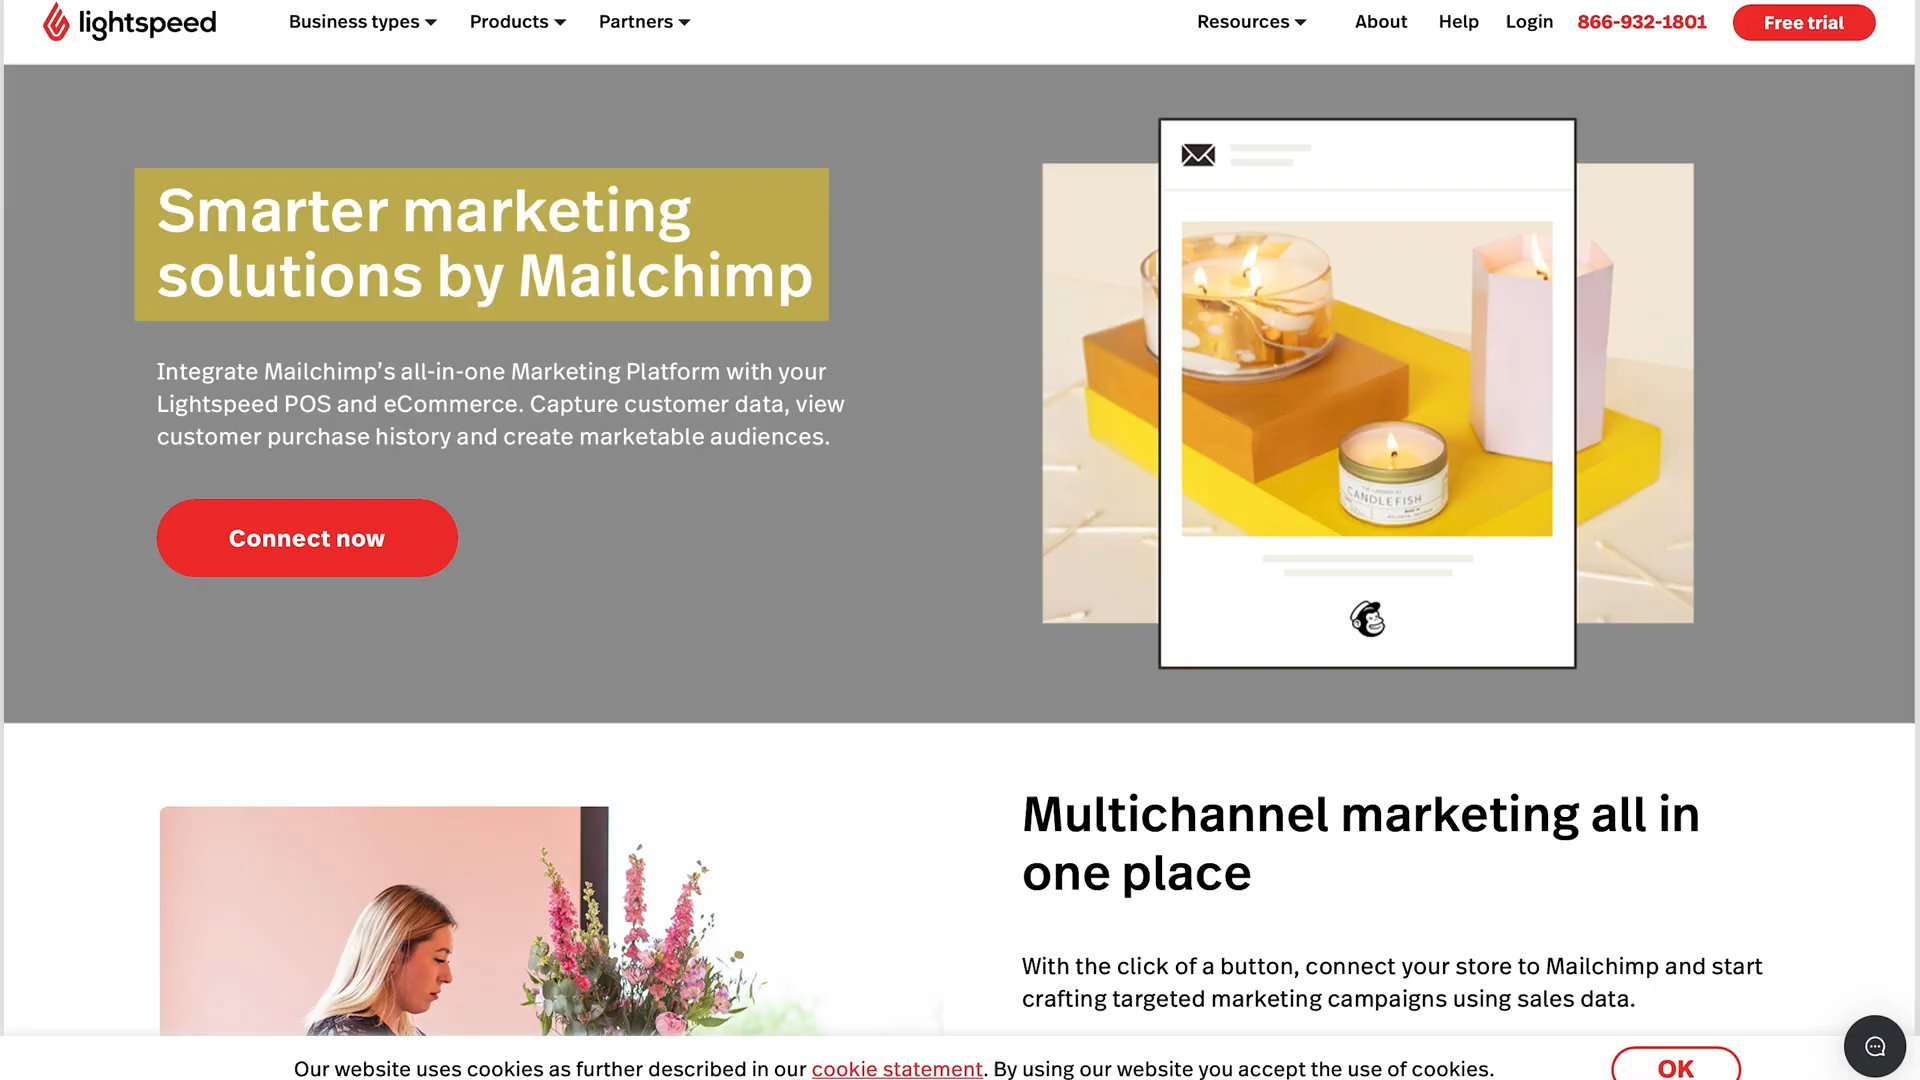 lightspeed
Business types
Products
Partners
Resources
About
Help
Login
866-932-1801
Free trial
Smarter marketing
solutions by Mailchimp
Integrate Mailchimp’s all-in-one Marketing Platform with your
Lightspeed POS and eCommerce. Capture customer data, view
customer purchase history and create marketable audiences.
Connect now
CANDLEFISH
Multichannel marketing all in
one place
With the click of a button, connect your store to Mailchimp and start
crafting targeted marketing campaigns using sales data.
Our website uses cookies as further described in our cookie statement. By using our website you accept the use of cookies.
OK